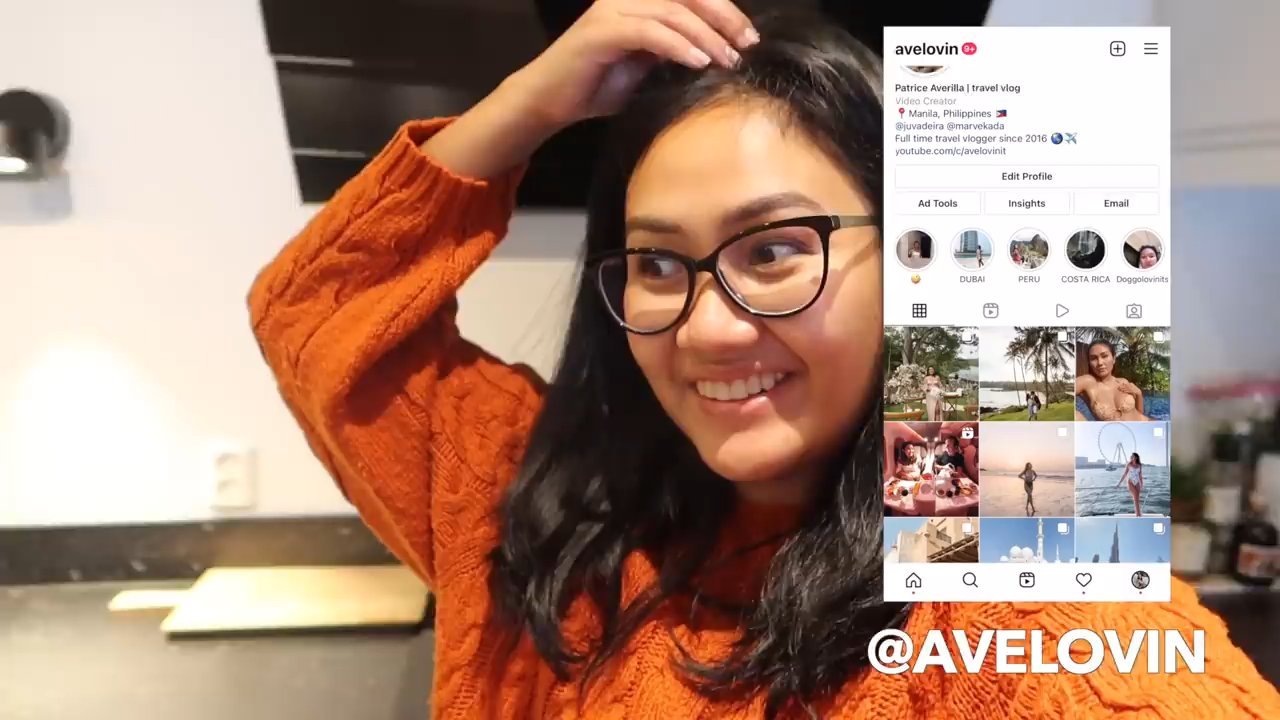 avelovin 9+
Patrice Averilla | travel vlog
Video Creator
📍Manila, Philippines 🇵🇭
@juvadeira @marvekada
Full time travel vlogger since 2016 🌎✈️
youtube.com/c/avelovinit
Edit Profile
Ad Tools Insights Email
DUBAI PERU COSTA RICA Doggolovinits
@AVELOVIN